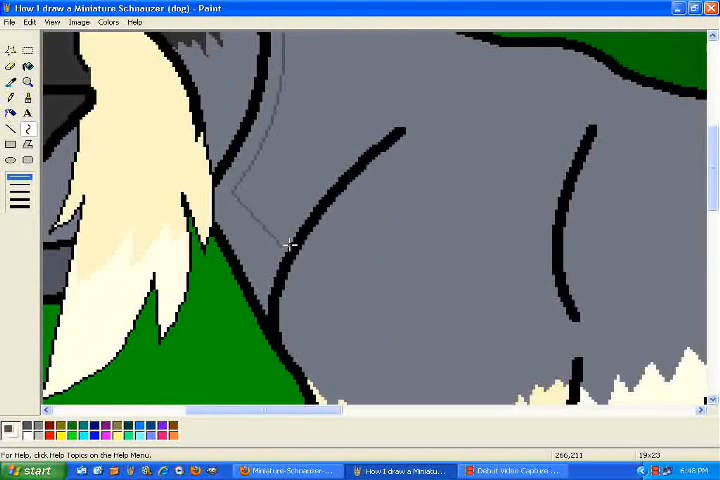 How I draw a Miniature Schnauzer (dog) - Paint
File Edit View Image Colors Help
A
For Help, click Help Topics on the Help Menu.
266,211
19x23
start
Miniature-Schnauzer-...
How I draw a Miniatu...
Debut Video Capture ...
6:48 PM